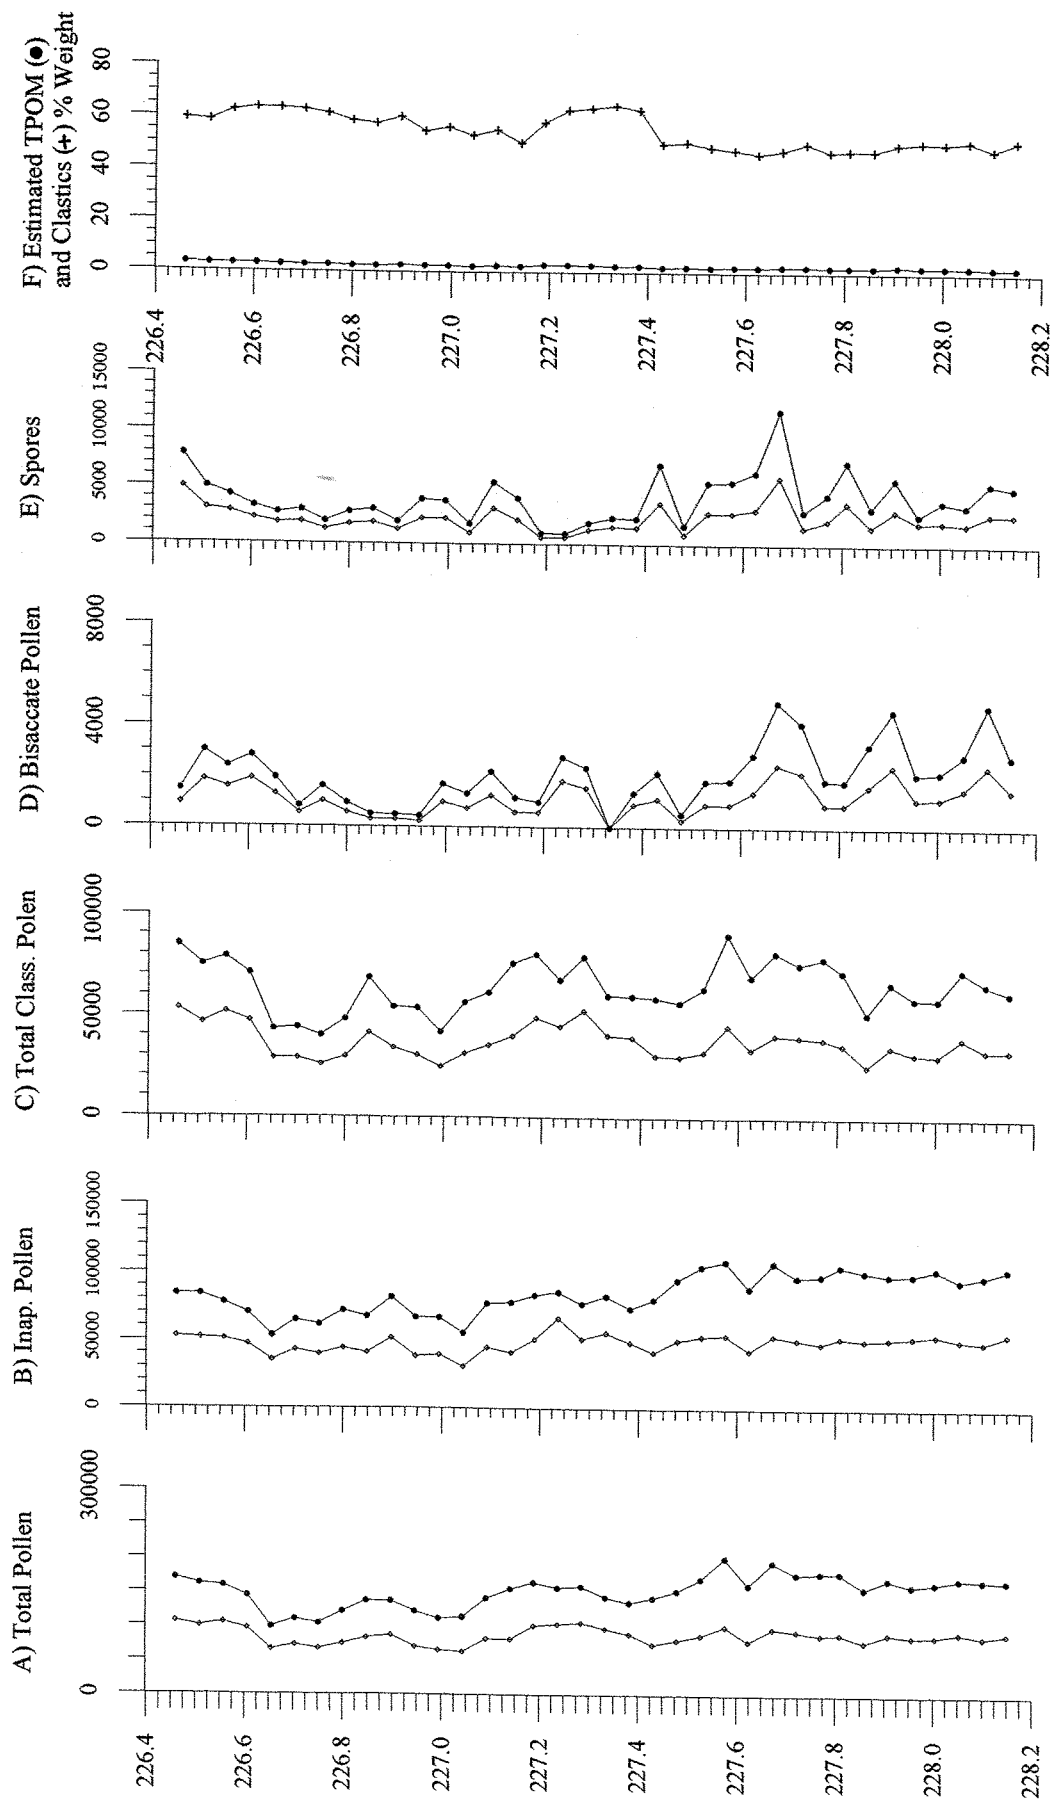 F) Estimated TPOM (●)
and Clastics (+) % Weight
0 20 40 60 80
226.4 226.6 226.8 227.0 227.2 227.4 227.6 227.8 228.0 228.2
E) Spores
0 5000 10000 15000
D) Bisaccate Pollen
0 4000 8000
C) Total Class. Polen
0 50000 100000
B) Inap. Pollen
0 50000 100000 150000
A) Total Pollen
0 300000
226.4 226.6 226.8 227.0 227.2 227.4 227.6 227.8 228.0 228.2